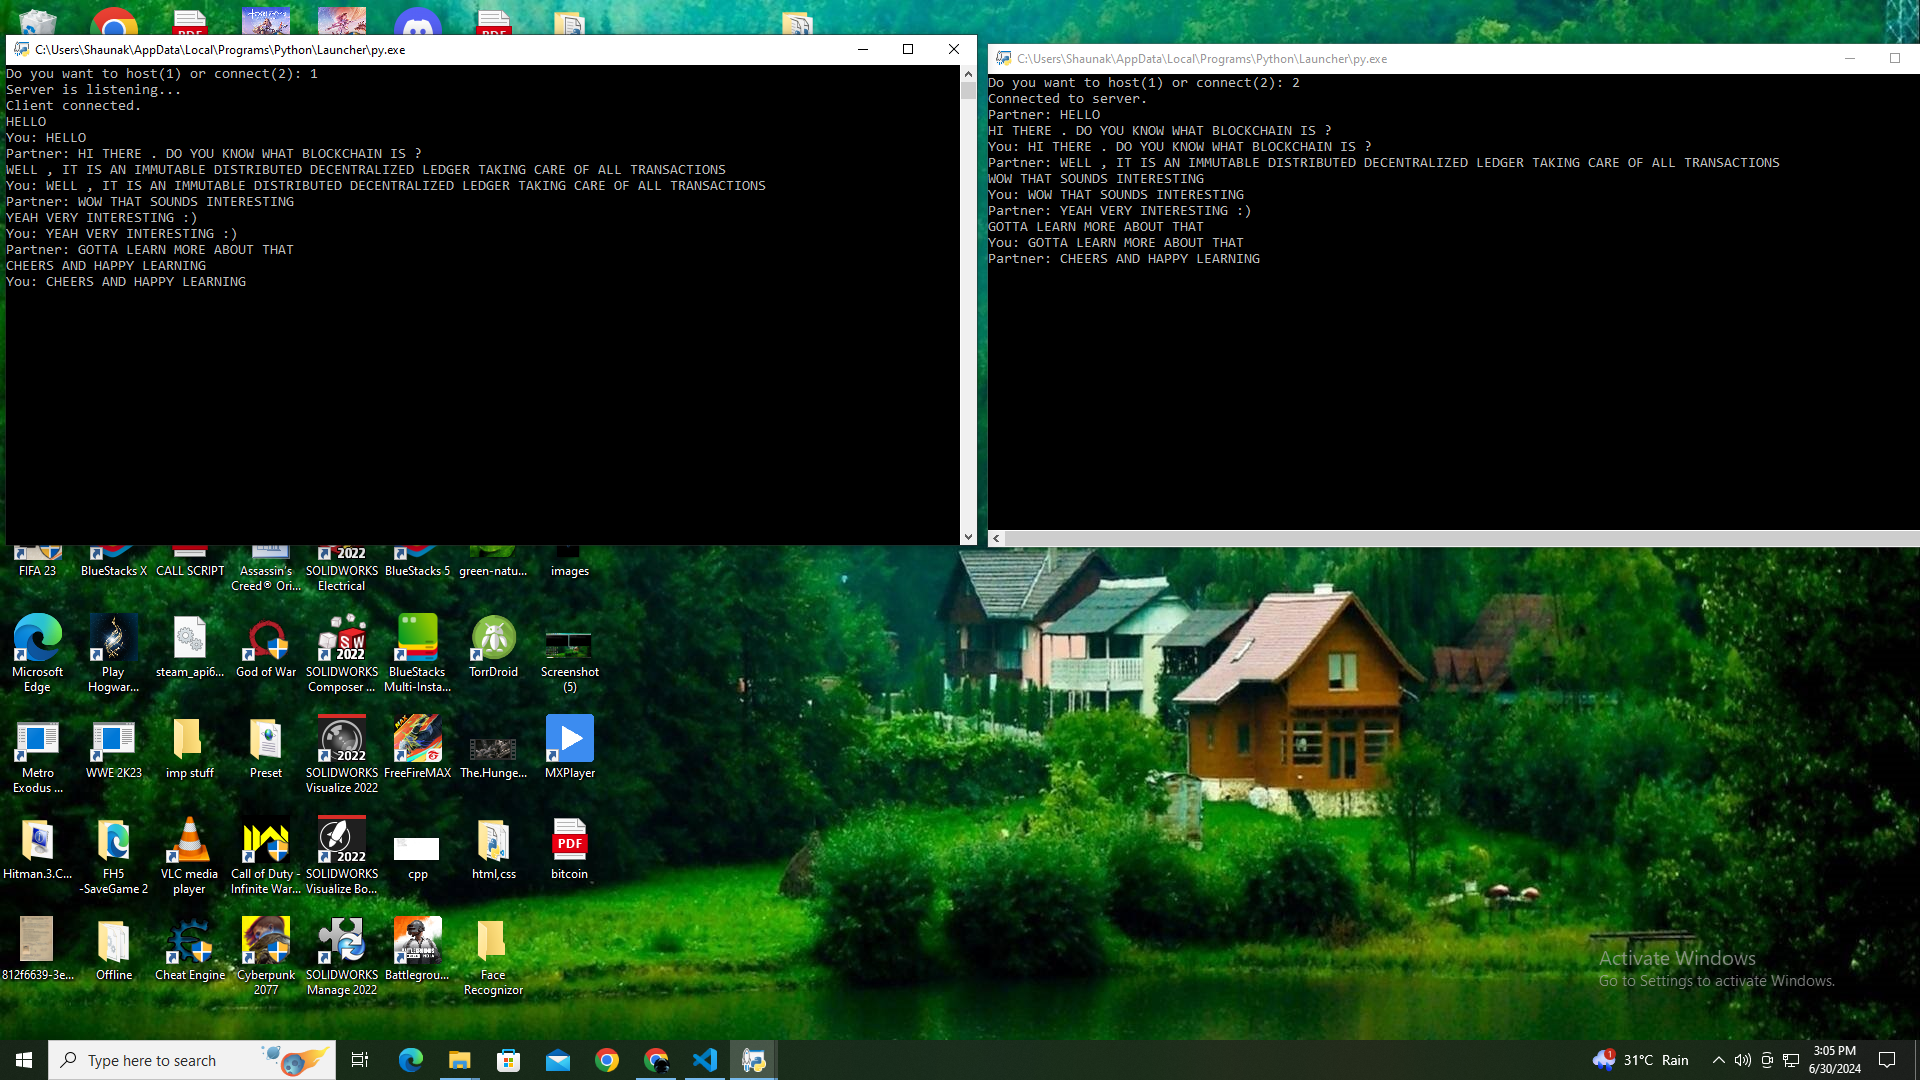 C:\Users\Shaunak\AppData\Local\Programs\Python\Launcher\py.exe
Do you want to host(1) or connect(2): 1
Server is listening...
Client connected.
HELLO
You: HELLO
Partner: HI THERE . DO YOU KNOW WHAT BLOCKCHAIN IS ?
WELL , IT IS AN IMMUTABLE DISTRIBUTED DECENTRALIZED LEDGER TAKING CARE OF ALL TRANSACTIONS
You: WELL , IT IS AN IMMUTABLE DISTRIBUTED DECENTRALIZED LEDGER TAKING CARE OF ALL TRANSACTIONS
Partner: WOW THAT SOUNDS INTERESTING
YEAH VERY INTERESTING :)
You: YEAH VERY INTERESTING :)
Partner: GOTTA LEARN MORE ABOUT THAT
CHEERS AND HAPPY LEARNING
You: CHEERS AND HAPPY LEARNING
C:\Users\Shaunak\AppData\Local\Programs\Python\Launcher\py.exe
Do you want to host(1) or connect(2): 2
Connected to server.
Partner: HELLO
HI THERE . DO YOU KNOW WHAT BLOCKCHAIN IS ?
You: HI THERE . DO YOU KNOW WHAT BLOCKCHAIN IS ?
Partner: WELL , IT IS AN IMMUTABLE DISTRIBUTED DECENTRALIZED LEDGER TAKING CARE OF ALL TRANSACTIONS
WOW THAT SOUNDS INTERESTING
You: WOW THAT SOUNDS INTERESTING
Partner: YEAH VERY INTERESTING :)
GOTTA LEARN MORE ABOUT THAT
You: GOTTA LEARN MORE ABOUT THAT
Partner: CHEERS AND HAPPY LEARNING
FIFA 23
BlueStacks X
CALL SCRIPT
Assassin's
Creed® Ori...
2022
SOLIDWORKS
Electrical
BlueStacks 5
green-natu...
images
Microsoft
Edge
Play
Hogwar...
steam_api6...
God of War
SW
2022
SOLIDWORKS
Composer ...
BlueStacks
Multi-Insta...
TorrDroid
Screenshot
(5)
Metro
Exodus ...
WWE 2K23
imp stuff
Preset
2022
SOLIDWORKS
Visualize 2022
MAX
FreeFireMAX
The.Hunge...
MXPlayer
Hitman.3.C...
FH5
-SaveGame 2
VLC media
player
Call of Duty -
Infinite War...
2022
SOLIDWORKS
Visualize Bo...
cpp
html,css
PDF
bitcoin
812f6639-3e...
Offline
Cheat Engine
Cyberpunk
2077
SOLIDWORKS
Manage 2022
Battlegrou...
Face
Recognizor
Activate Windows
Go to Settings to activate Windows.
Type here to search
1
31°C Rain
3:05 PM
6/30/2024